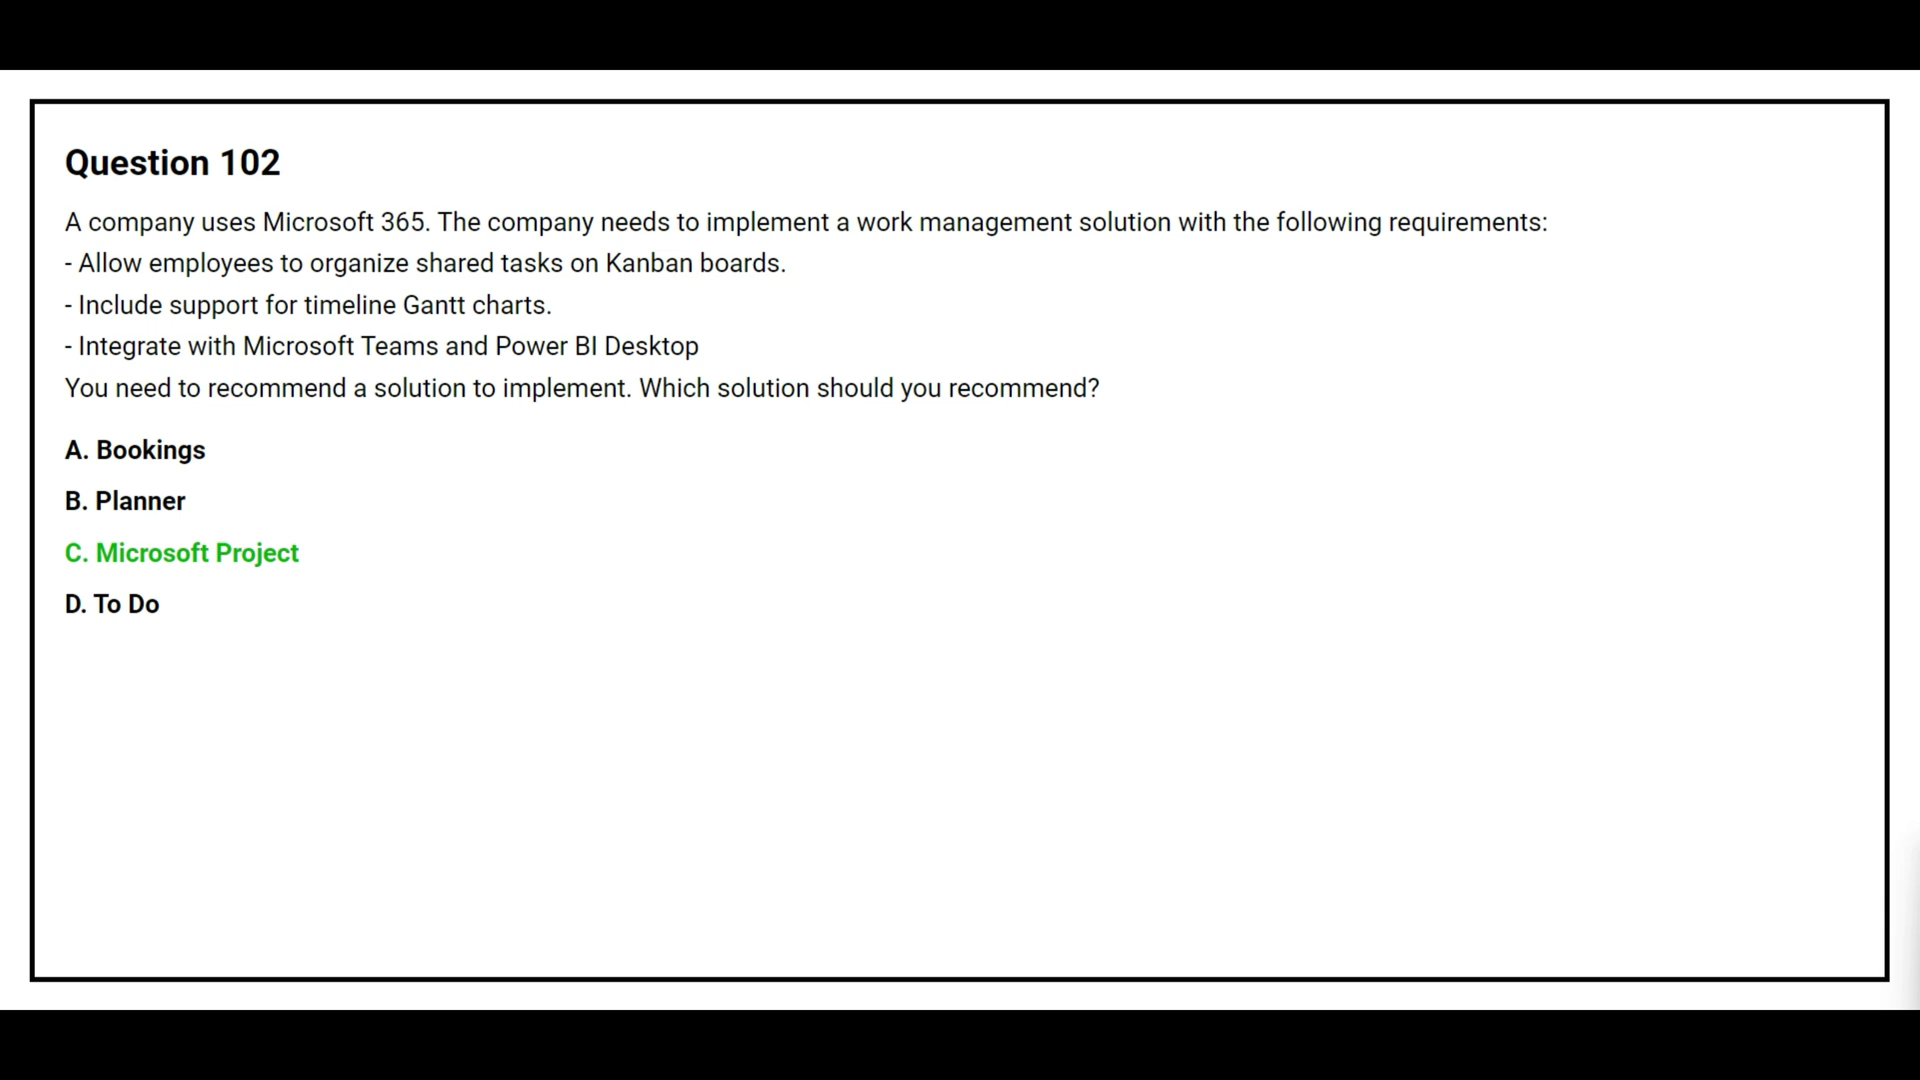 Question 102
A company uses Microsoft 365. The company needs to implement a work management solution with the following requirements:
- Allow employees to organize shared tasks on Kanban boards.
- Include support for timeline Gantt charts.
- Integrate with Microsoft Teams and Power BI Desktop
You need to recommend a solution to implement. Which solution should you recommend?
A. Bookings
B. Planner
C. Microsoft Project
D. To Do